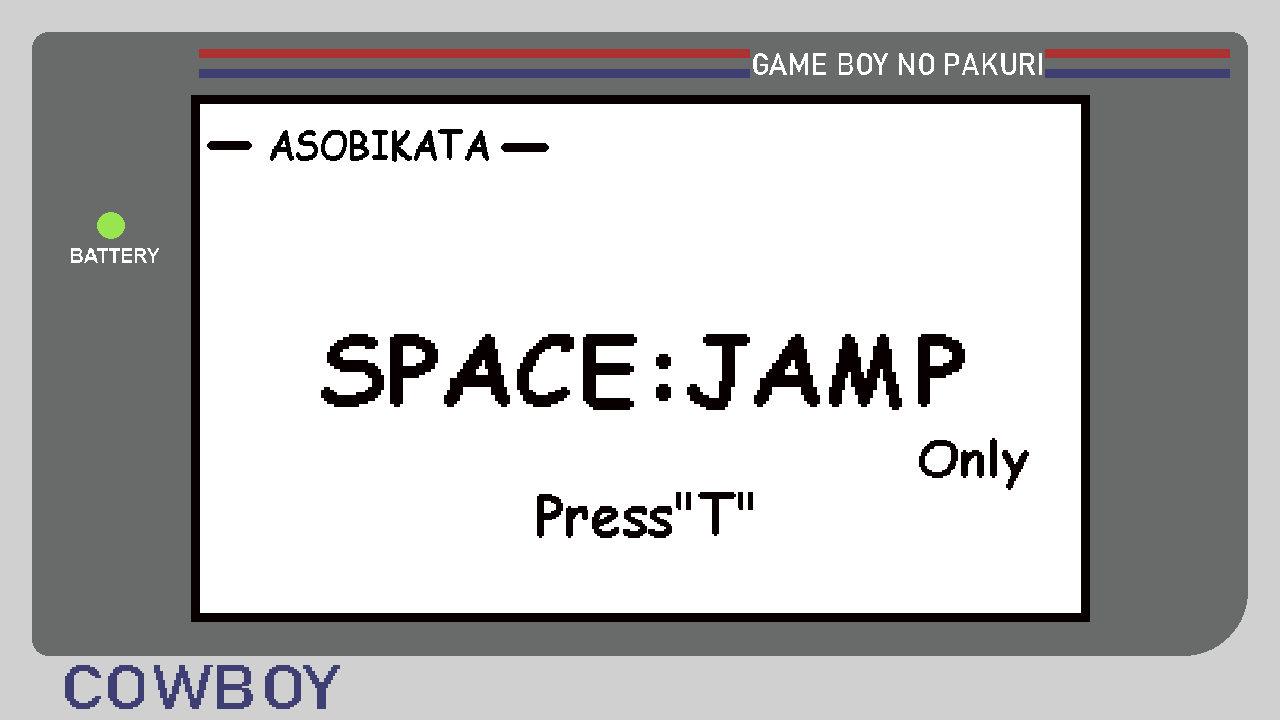 GAME BOY NO PAKURI
— ASOBIKATA —
BATTERY
SPACE:JAMP
Only
Press"T"
COWBOY